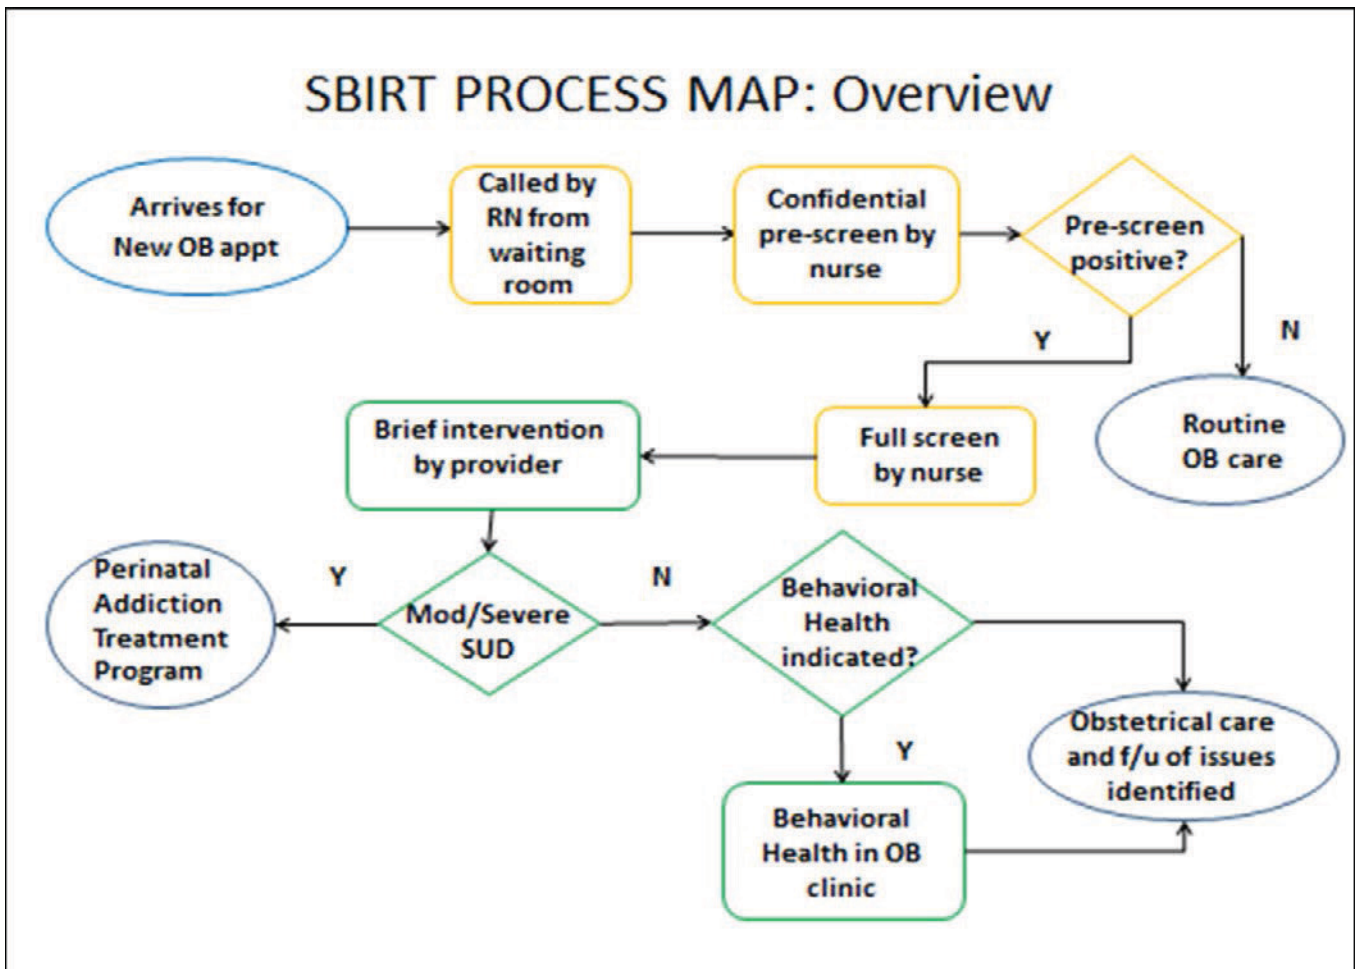 SBIRT PROCESS MAP: Overview
Arrives for
New OB appt
Called by
RN from
waiting
room
Confidential
pre-screen by
nurse
Pre-screen
positive?
Y
N
Routine
OB care
Full screen
by nurse
Brief intervention
by provider
Mod/Severe
SUD
Y
Perinatal
Addiction
Treatment
Program
N
Behavioral
Health
indicated?
Y
Behavioral
Health in OB
clinic
Obstetrical care
and f/u of issues
identified